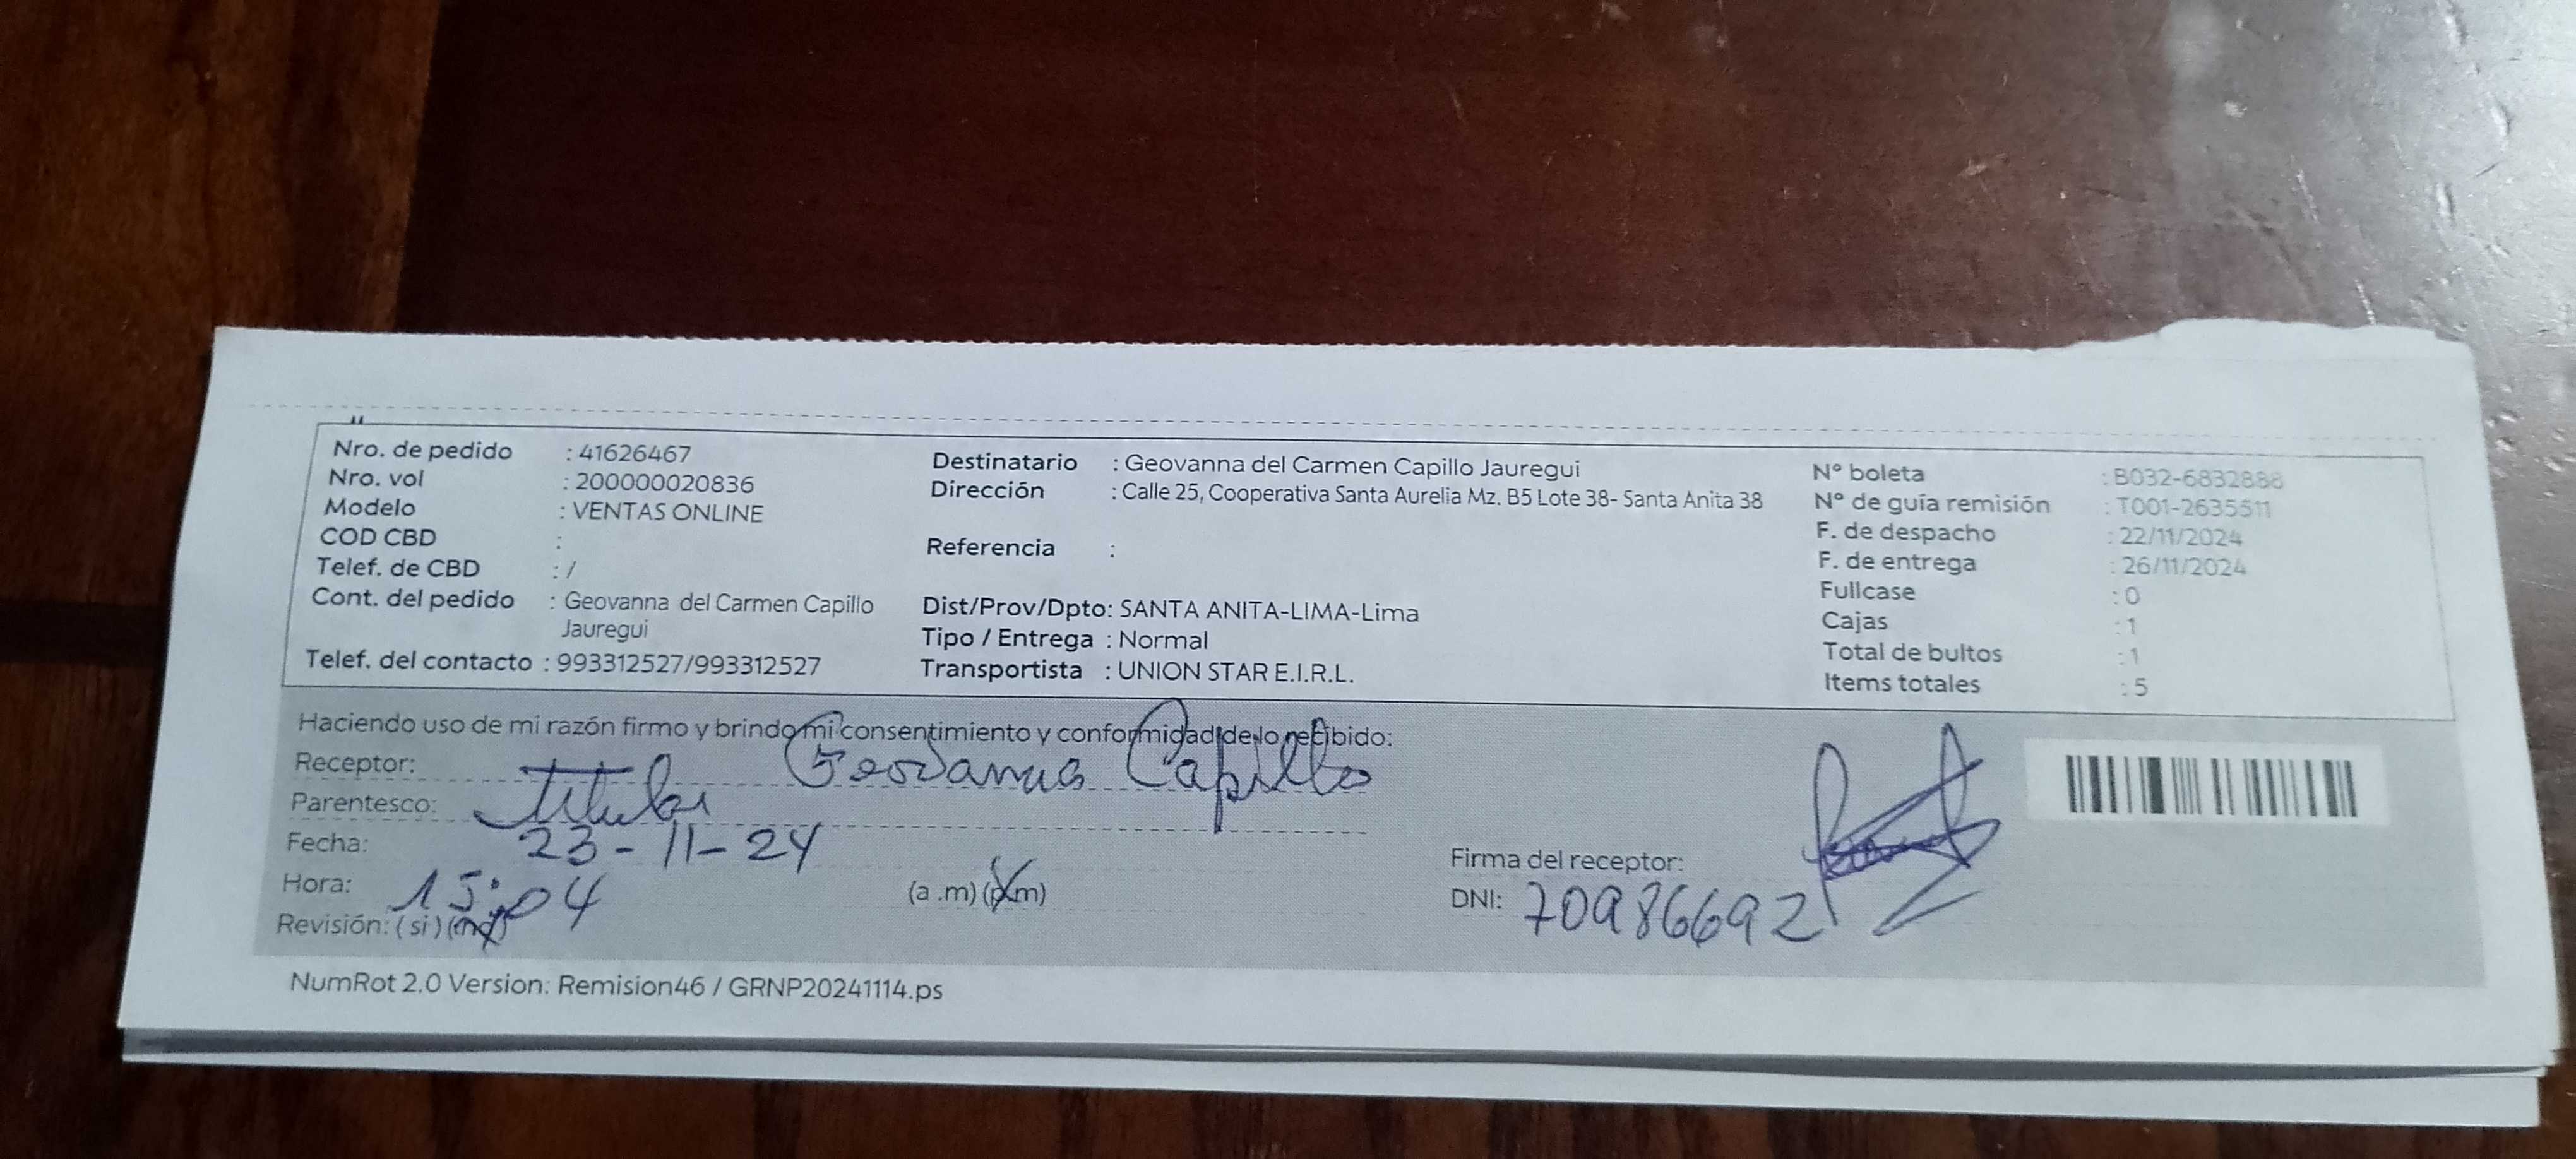 Nro. de pedido : 41626467
Nro. vol : 200000020836
Modelo : VENTAS ONLINE
COD CBD :
Telef. de CBD : /
Cont. del pedido : Geovanna del Carmen Capillo
Jauregui
Telef. del contacto : 993312527/993312527
Destinatario : Geovanna del Carmen Capillo Jauregui
Dirección : Calle 25, Cooperativa Santa Aurelia Mz. B5 Lote 38- Santa Anita 38
Referencia :
Dist/Prov/Dpto: SANTA ANITA-LIMA-Lima
Tipo / Entrega : Normal
Transportista : UNION STAR E.I.R.L.
N° boleta : B032-6832888
N° de guía remisión : T001-2635511
F. de despacho : 22/11/2024
F. de entrega : 26/11/2024
Fullcase : 0
Cajas : 1
Total de bultos : 1
Items totales : 5
Haciendo uso de mi razón firmo y brindo mi consentimiento y conformidad de lo recibido:
Receptor: Geovanna Capillo
Parentesco: titular
Fecha: 23-11-24
Hora: 15:04 (a .m) (p.m)
Revisión: ( si ) (no)
Firma del receptor:
DNI: 70986692
NumRot 2.0 Version: Remision46 / GRNP20241114.ps